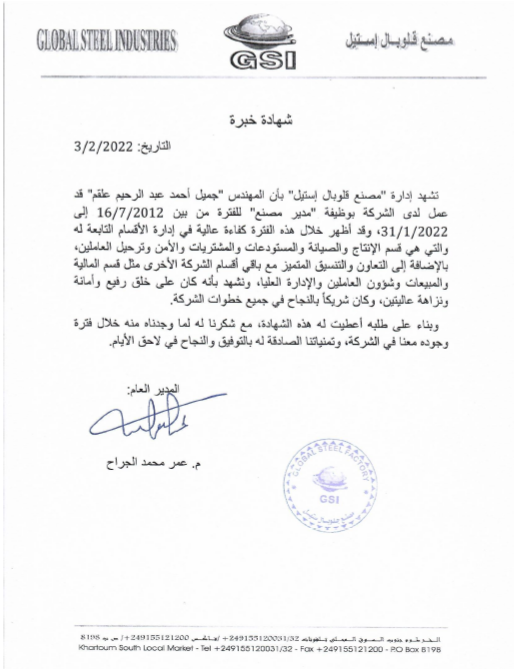 GLOBAL STEEL INDUSTRIES
GSI
مصنع قلوبال إستيل
شهادة خبرة
التاريخ: 3/2/2022
تشهد إدارة "مصنع قلوبال إستيل" بأن المهندس "جميل أحمد عبد الرحيم علقم" قد
عمل لدى الشركة بوظيفة "مدير مصنع" للفترة من بين 16/7/2012 إلى
31/1/2022، وقد أظهر خلال هذه الفترة كفاءة عالية في إدارة الأقسام التابعة له
والتي هي قسم الإنتاج والصيانة والمستودعات والمشتريات والأمن وترحيل العاملين،
بالإضافة إلى التعاون والتنسيق المتميز مع باقي أقسام الشركة الأخرى مثل قسم المالية
والمبيعات وشؤون العاملين والإدارة العليا، ونشهد بأنه كان على خلق رفيع وأمانة
ونزاهة عاليتين، وكان شريكاً بالنجاح في جميع خطوات الشركة.
وبناء على طلبه أعطيت له هذه الشهادة، مع شكرنا له لما وجدناه منه خلال فترة
وجوده معنا في الشركة، وتمنياتنا الصادقة له بالتوفيق والنجاح في لاحق الأيام.
المدير العام:
م. عمر محمد الجراح
GLOBAL STEEL FACTORY
GSI
الخرطوم جنوب السوق المحلي تلفون +249155120031/32 /فاكس +249155121200/ ص ب 8198
Khartoum South Local Market - Tel +249155120031/32 - Fax +249155121200 - P.O Box 8198